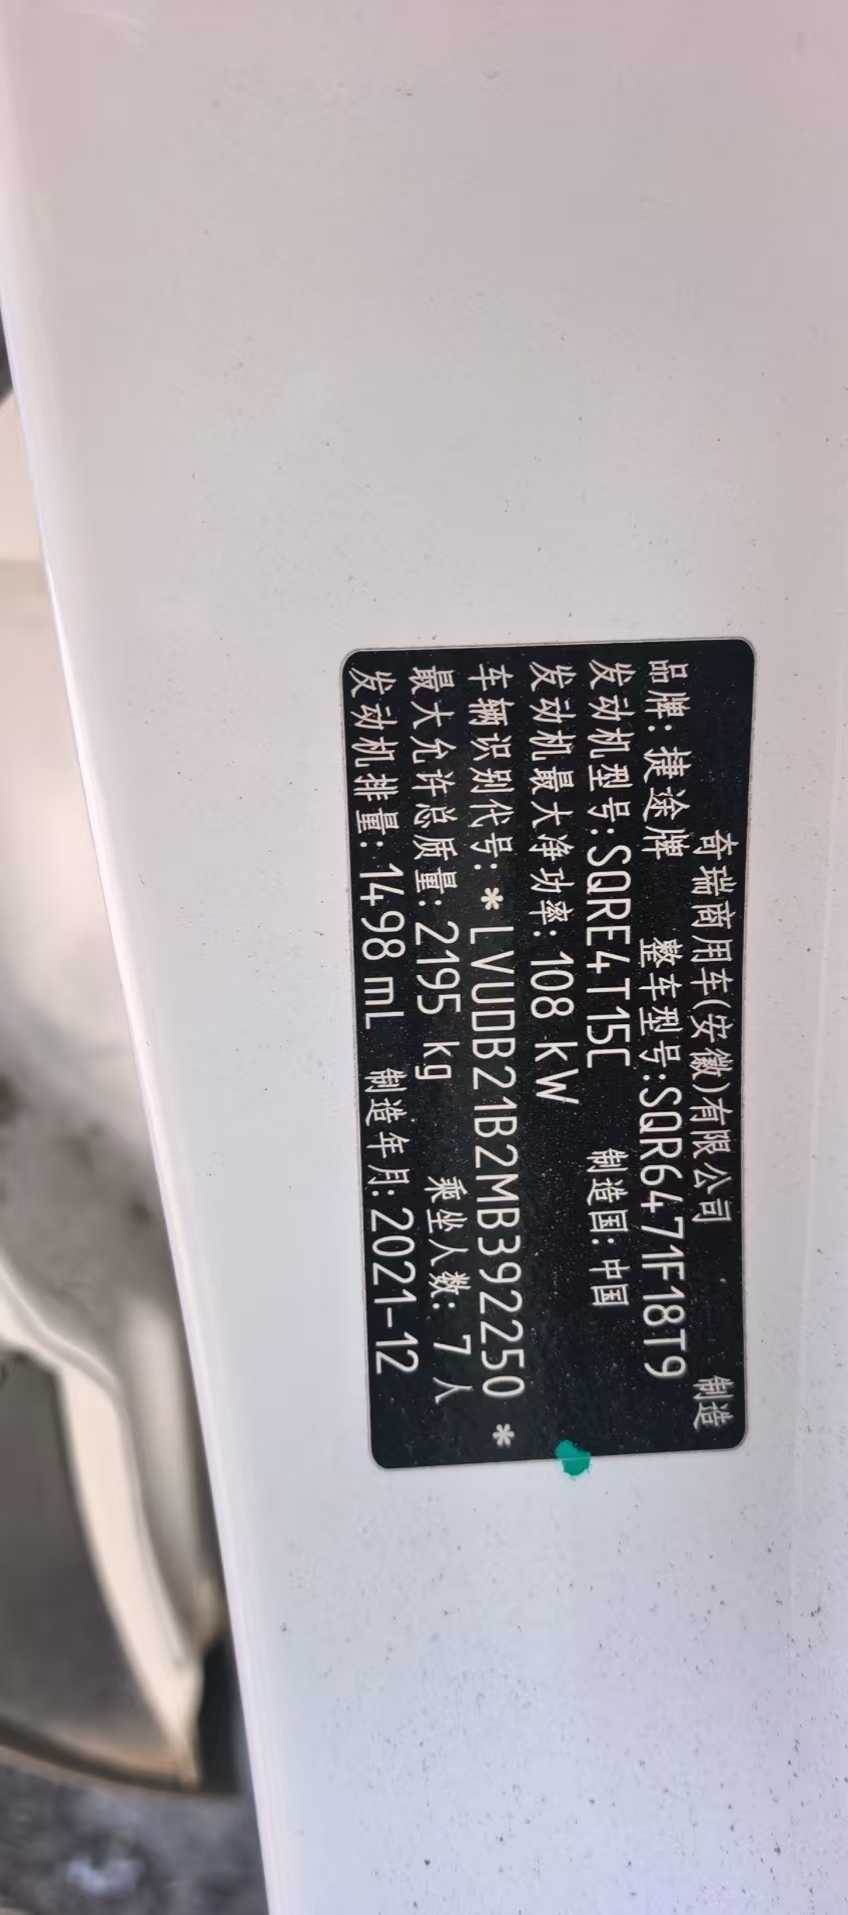 奇瑞商用车(安徽)有限公司 制造
品牌: 捷途牌 整车型号:SQR6471F18T9
发动机型号:SQRE4T15C 制造国: 中国
发动机最大净功率: 108 kW
车辆识别代号: *LVUDB21B2MB392250 *
最大允许总质量: 2195 kg 乘坐人数: 7 人
发动机排量: 1498 mL 制造年月: 2021-12